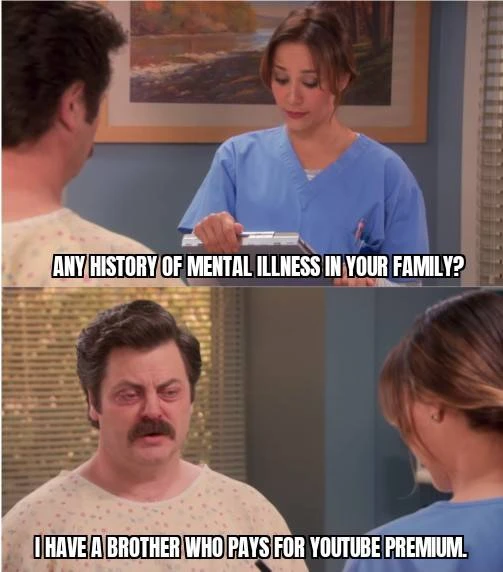 ANY HISTORY OF MENTAL ILLNESS IN YOUR FAMILY?
I HAVE A BROTHER WHO PAYS FOR YOUTUBE PREMIUM.